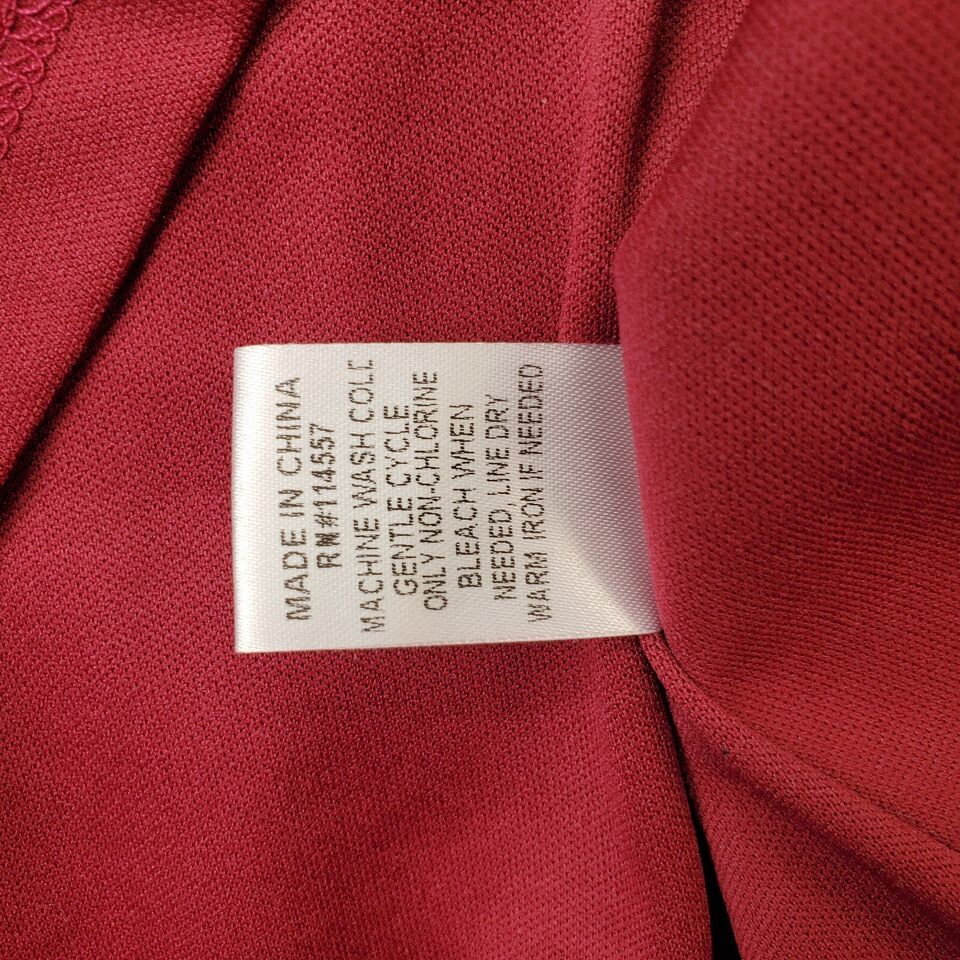 MADE IN CHINA
RN#114557
MACHINE WASH COLD
GENTLE CYCLE
ONLY NON-CHLORINE
BLEACH WHEN
NEEDED, LINE DRY
WARM IRON IF NEEDED